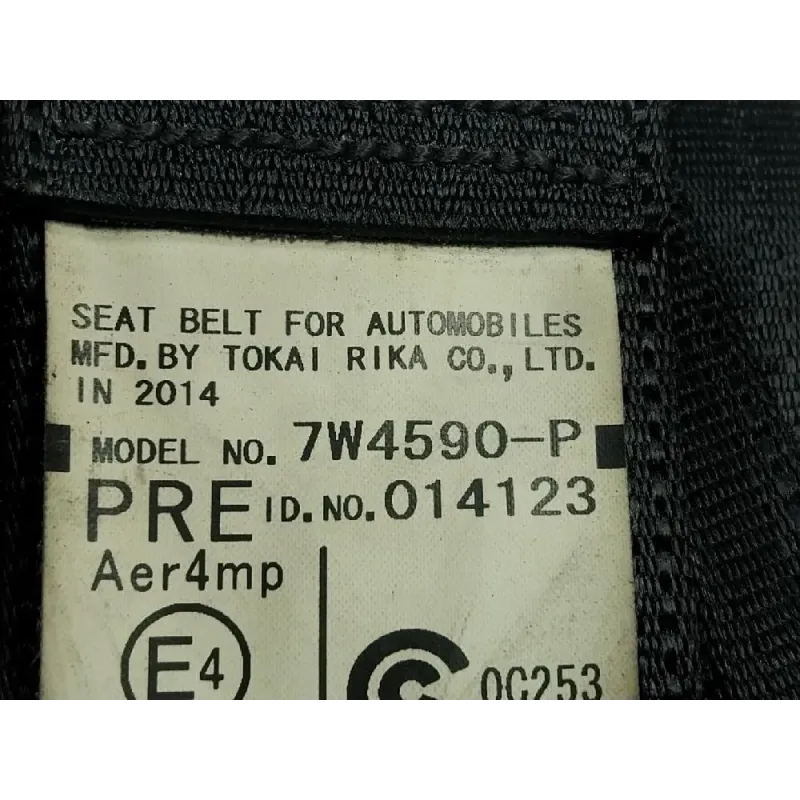 SEAT BELT FOR AUTOMOBILES
MFD. BY TOKAI RIKA CO., LTD.
IN 2014
MODEL NO. 7W4590-P
PRE ID. NO. 014123
Aer4mp
E4
0C253